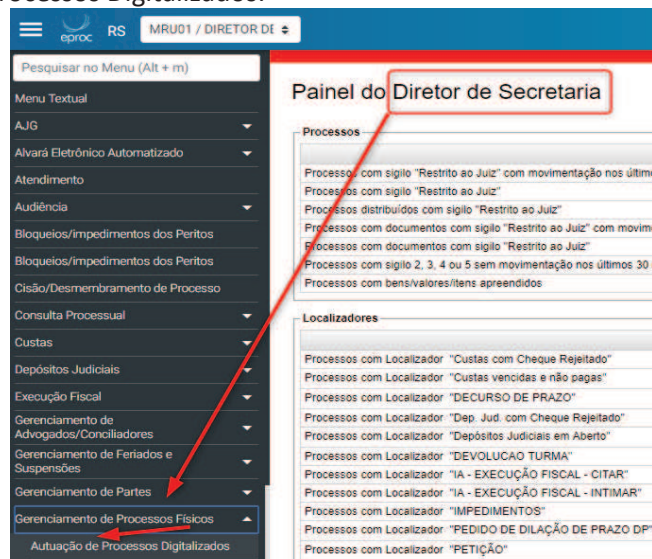 rocessos Digitalizados.
eproc
RS
MRU01 / DIRETOR DE
Pesquisar no Menu (Alt + m)
Menu Textual
AJG
Alvará Eletrônico Automatizado
Atendimento
Audiência
Bloqueios/impedimentos dos Peritos
Bloqueios/impedimentos dos Peritos
Cisão/Desmembramento de Processo
Consulta Processual
Custas
Depósitos Judiciais
Execução Fiscal
Gerenciamento de
Advogados/Conciliadores
Gerenciamento de Feriados e
Suspensões
Gerenciamento de Partes
Gerenciamento de Processos Físicos
Autuação de Processos Digitalizados
Painel do Diretor de Secretaria
Processos
Processos com sigilo "Restrito ao Juiz" com movimentação nos últim
Processos com sigilo "Restrito ao Juiz"
Processos distribuídos com sigilo "Restrito ao Juiz"
Processos com documentos com sigilo "Restrito ao Juiz" com movim
Processos com documentos com sigilo "Restrito ao Juiz"
Processos com sigilo 2, 3, 4 ou 5 sem movimentação nos últimos 30
Processos com bens/valores/itens apreendidos
Localizadores
Processos com Localizador "Custas com Cheque Rejeitado"
Processos com Localizador "Custas vencidas e não pagas"
Processos com Localizador "DECURSO DE PRAZO"
Processos com Localizador "Dep. Jud. com Cheque Rejeitado"
Processos com Localizador "Depósitos Judiciais em Aberto"
Processos com Localizador "DEVOLUCAO TURMA"
Processos com Localizador "IA - EXECUÇÃO FISCAL - CITAR"
Processos com Localizador "IA - EXECUÇÃO FISCAL - INTIMAR"
Processos com Localizador "IMPEDIMENTOS"
Processos com Localizador "PEDIDO DE DILAÇÃO DE PRAZO DP"
Processos com Localizador "PETIÇÃO"